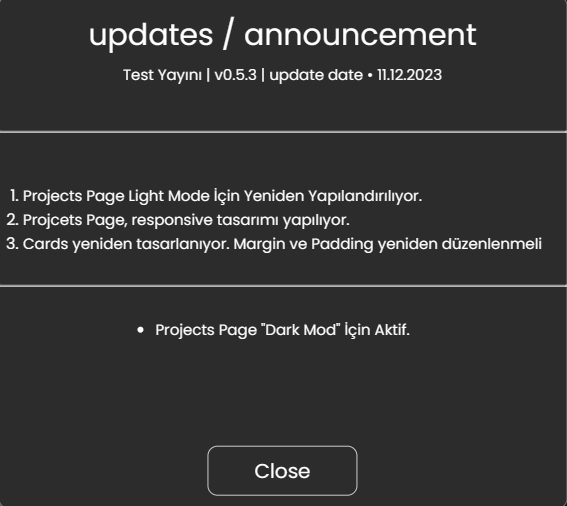 updates / announcement
Test Yayını | v0.5.3 | update date • 11.12.2023
1. Projects Page Light Mode İçin Yeniden Yapılandırılıyor.
2. Projcets Page, responsive tasarımı yapılıyor.
3. Cards yeniden tasarlanıyor. Margin ve Padding yeniden düzenlenmeli
• Projects Page "Dark Mod" İçin Aktif.
Close